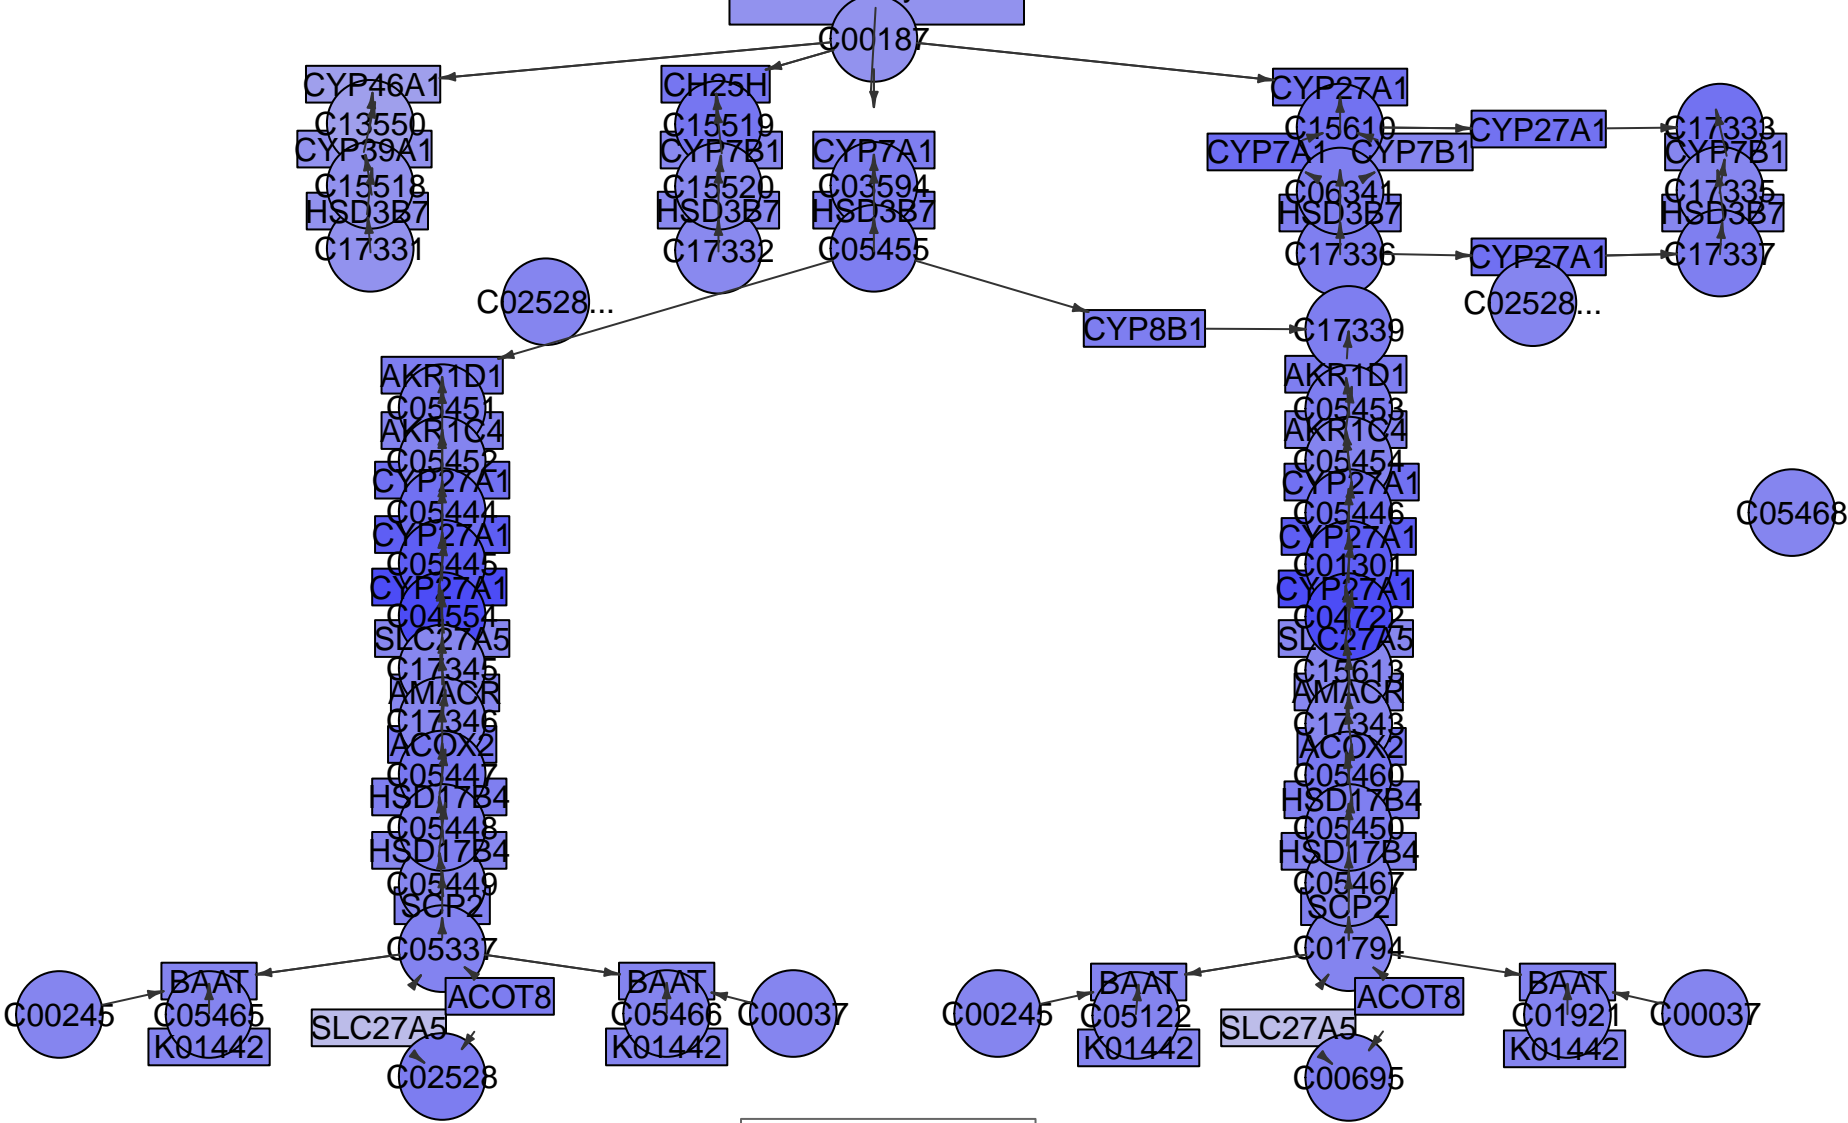 C00187
CYP46A1
C13550
CYP39A1
C15518
HSD3B7
C17331
CH25H
C15519
CYP7B1
C15520
HSD3B7
C17332
CYP7A1
C03594
HSD3B7
C05455
CYP27A1
C15610
CYP7A1
CYP7B1
C06341
HSD3B7
C17336
CYP27A1
C17333
CYP7B1
C17335
HSD3B7
CYP27A1
C17337
C02528...
C02528...
CYP8B1
C17339
AKR1D1
C05451
AKR1C4
C05452
CYP27A1
C05444
CYP27A1
C05445
CYP27A1
C04554
SLC27A5
C17345
AMACR
C17346
ACOX2
C05447
HSD17B4
C05448
HSD17B4
C05449
SCP2
C05337
AKR1D1
C05453
AKR1C4
C05454
CYP27A1
C05446
CYP27A1
C01301
CYP27A1
C04722
SLC27A5
C15613
AMACR
C17343
ACOX2
C05460
HSD17B4
C05450
HSD17B4
C05467
SCP2
C01794
C05468
C00245
BAAT
C05465
K01442
SLC27A5
ACOT8
C02528
BAAT
C05466
K01442
C00037
C00245
BAAT
C05122
K01442
SLC27A5
ACOT8
C00695
BAAT
C01921
K01442
C00037